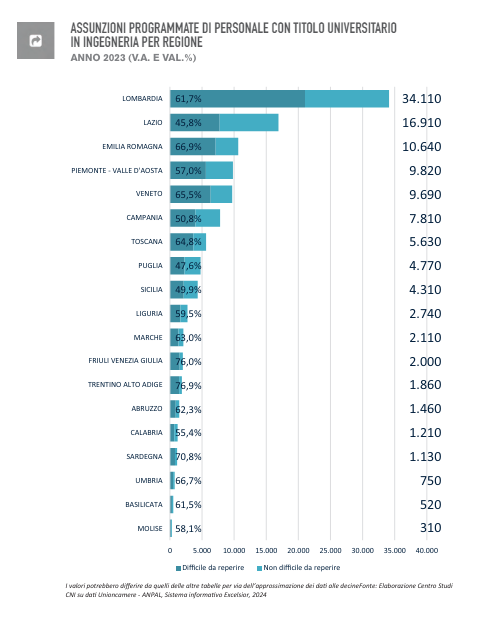 ASSUNZIONI PROGRAMMATE DI PERSONALE CON TITOLO UNIVERSITARIO
IN INGEGNERIA PER REGIONE
ANNO 2023 (V.A. E VAL.%)
LOMBARDIA 61,7% 34.110
LAZIO 45,8% 16.910
EMILIA ROMAGNA 66,9% 10.640
PIEMONTE - VALLE D'AOSTA 57,0% 9.820
VENETO 65,5% 9.690
CAMPANIA 50,8% 7.810
TOSCANA 64,8% 5.630
PUGLIA 47,6% 4.770
SICILIA 49,9% 4.310
LIGURIA 59,5% 2.740
MARCHE 63,0% 2.110
FRIULI VENEZIA GIULIA 76,0% 2.000
TRENTINO ALTO ADIGE 76,9% 1.860
ABRUZZO 62,3% 1.460
CALABRIA 55,4% 1.210
SARDEGNA 70,8% 1.130
UMBRIA 66,7% 750
BASILICATA 61,5% 520
MOLISE 58,1% 310
0 5.000 10.000 15.000 20.000 25.000 30.000 35.000 40.000
Difficile da reperire Non difficile da reperire
I valori potrebbero differire da quelli delle altre tabelle per via dell'approssimazione dei dati alle decineFonte: Elaborazione Centro Studi
CNI su dati Unioncamere - ANPAL, Sistema informativo Excelsior, 2024